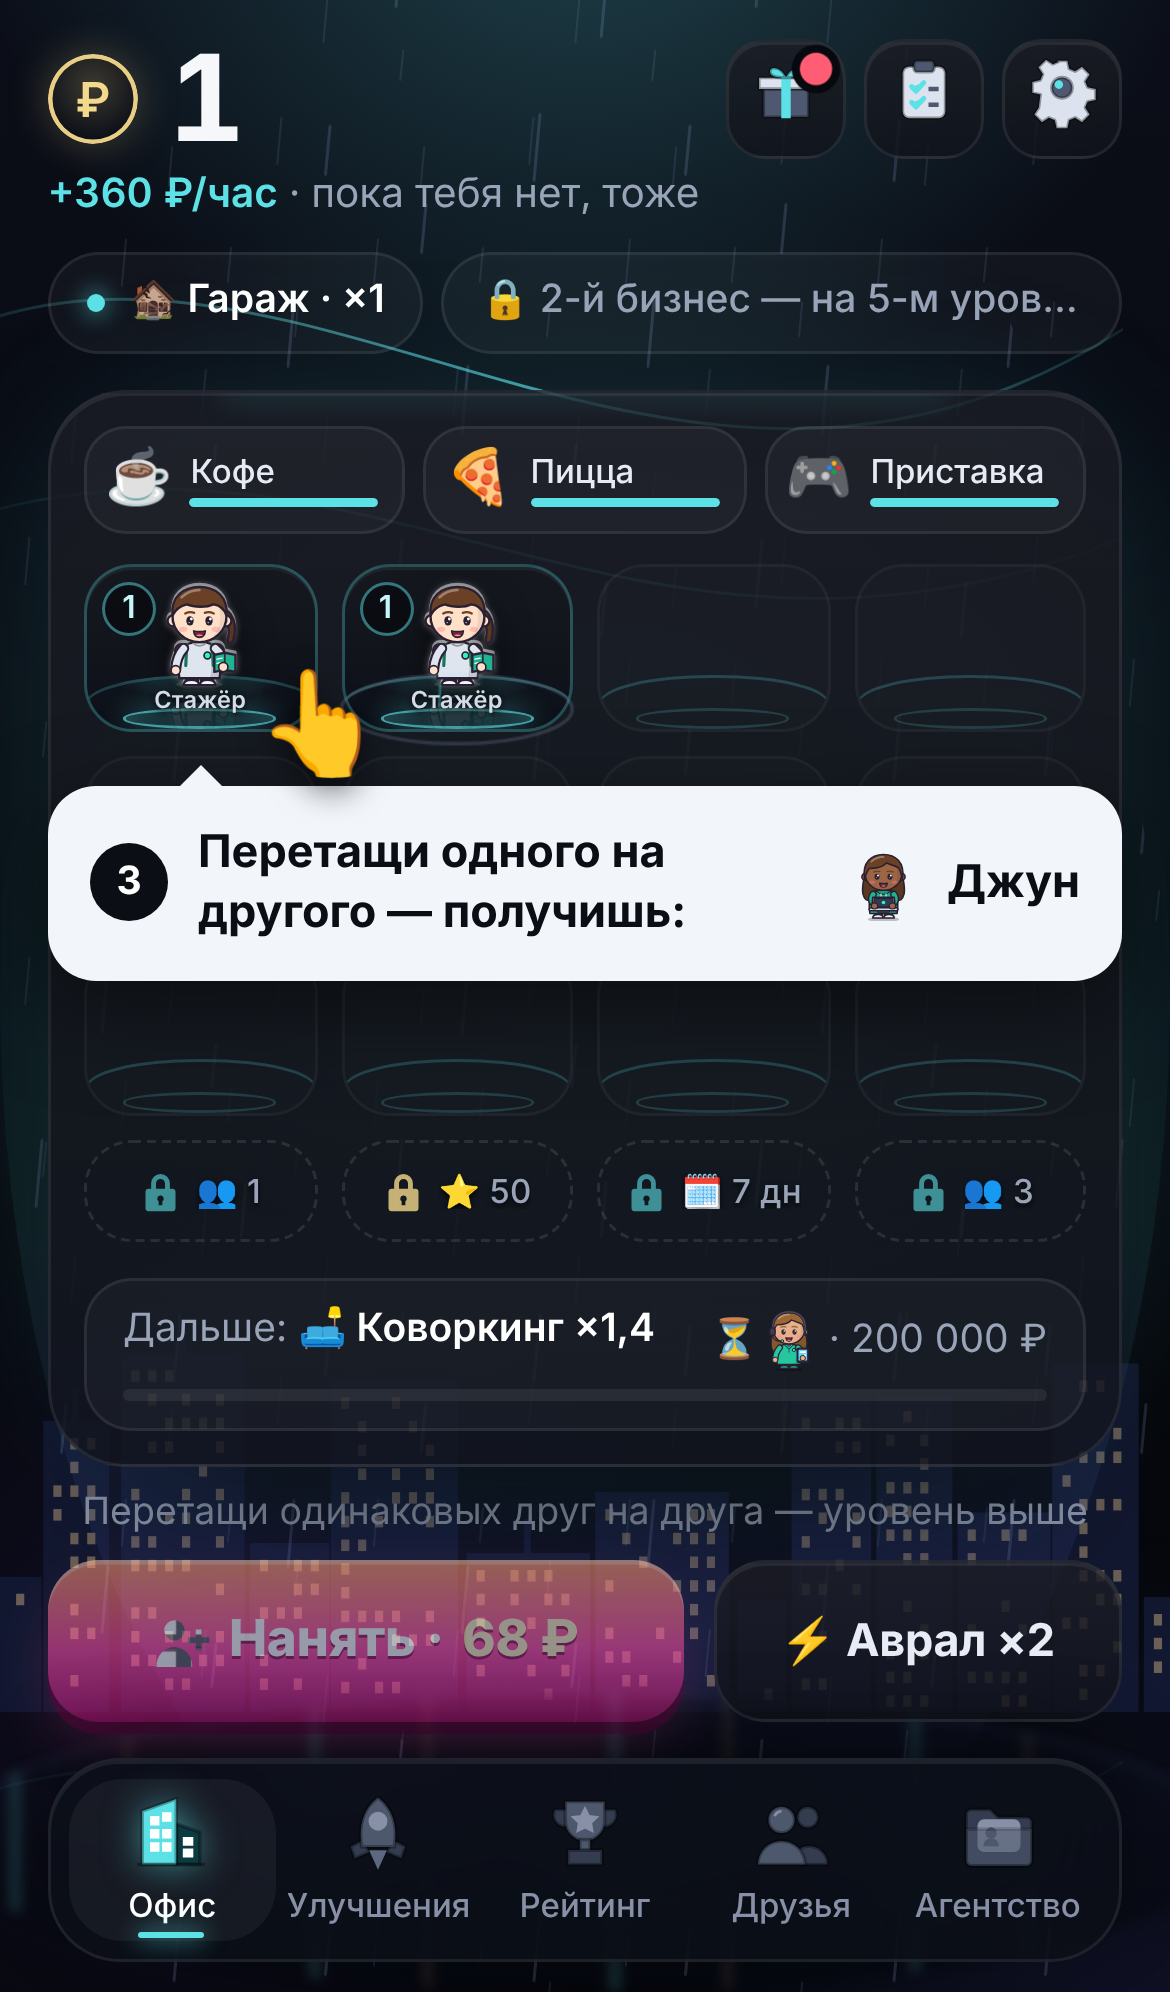 ₽ 1
+360 ₽/час · пока тебя нет, тоже
Гараж · ×1
2-й бизнес — на 5-м уров...
Кофе
Пицца
Приставка
1
Стажёр
1
Стажёр
3
Перетащи одного на
другого — получишь:
Джун
1
50
7 дн
3
Дальше: Коворкинг ×1,4
· 200 000 ₽
Перетащи одинаковых друг на друга — уровень выше
Нанять · 68 ₽
Аврал ×2
Офис
Улучшения
Рейтинг
Друзья
Агентство